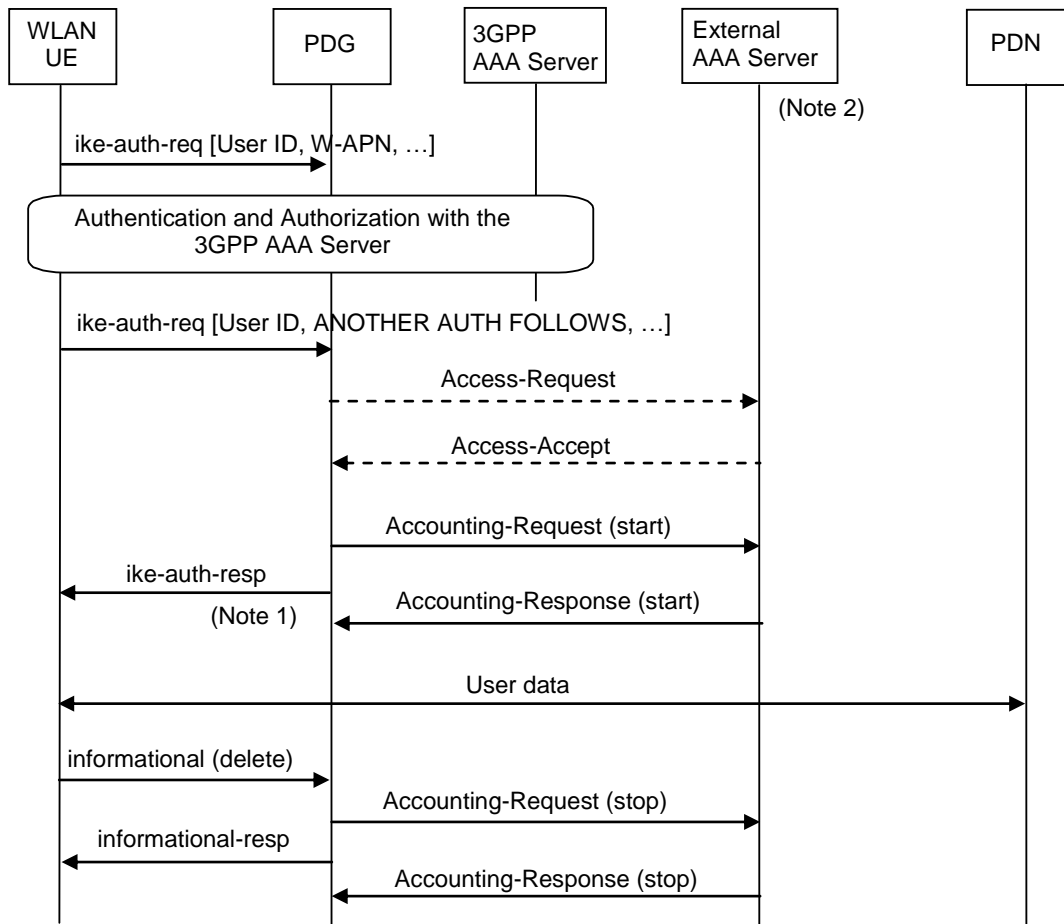 WLAN
UE
PDG
3GPP
AAA Server
External
AAA Server
PDN
(Note 2)
ike-auth-req [User ID, W-APN, …]
Authentication and Authorization with the
3GPP AAA Server
ike-auth-req [User ID, ANOTHER AUTH FOLLOWS, …]
Access-Request
Access-Accept
Accounting-Request (start)
ike-auth-resp
(Note 1)
Accounting-Response (start)
User data
informational (delete)
Accounting-Request (stop)
informational-resp
Accounting-Response (stop)